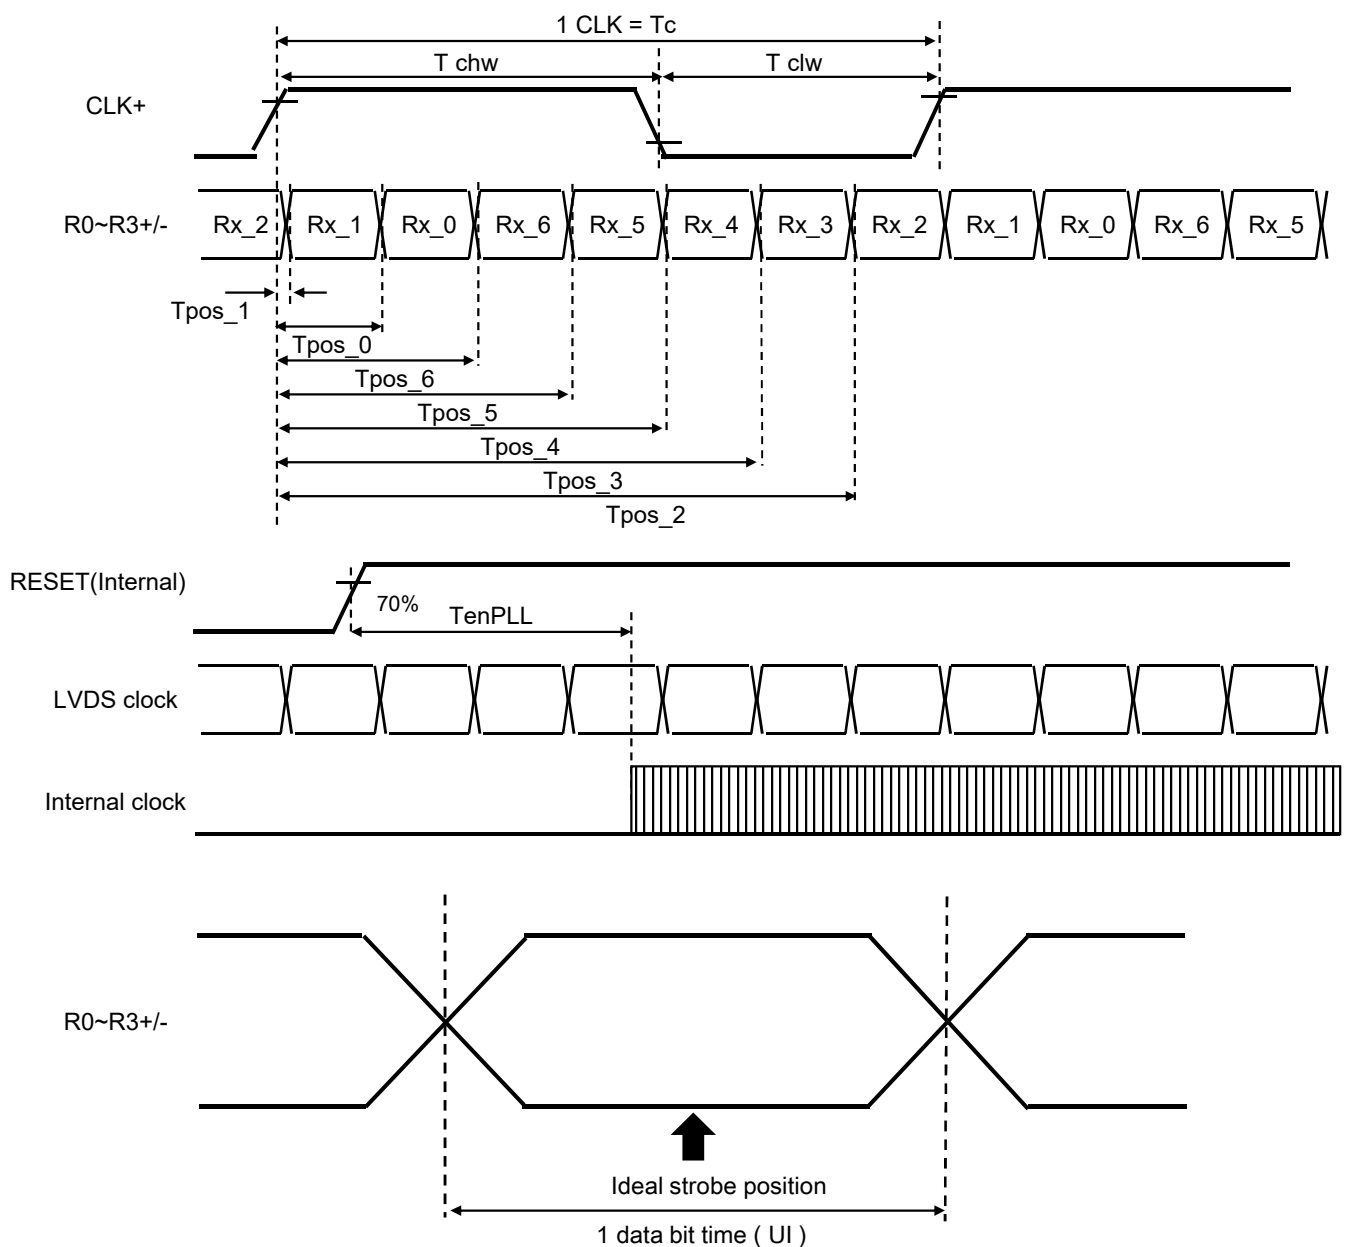 1 CLK = Tc
T chw
T clw
CLK+
R0~R3+/-
Rx_2 Rx_1 Rx_0 Rx_6 Rx_5 Rx_4 Rx_3 Rx_2 Rx_1 Rx_0 Rx_6 Rx_5
Tpos_1
Tpos_0
Tpos_6
Tpos_5
Tpos_4
Tpos_3
Tpos_2
RESET(Internal)
70%
TenPLL
LVDS clock
Internal clock
R0~R3+/-
Ideal strobe position
1 data bit time ( UI )